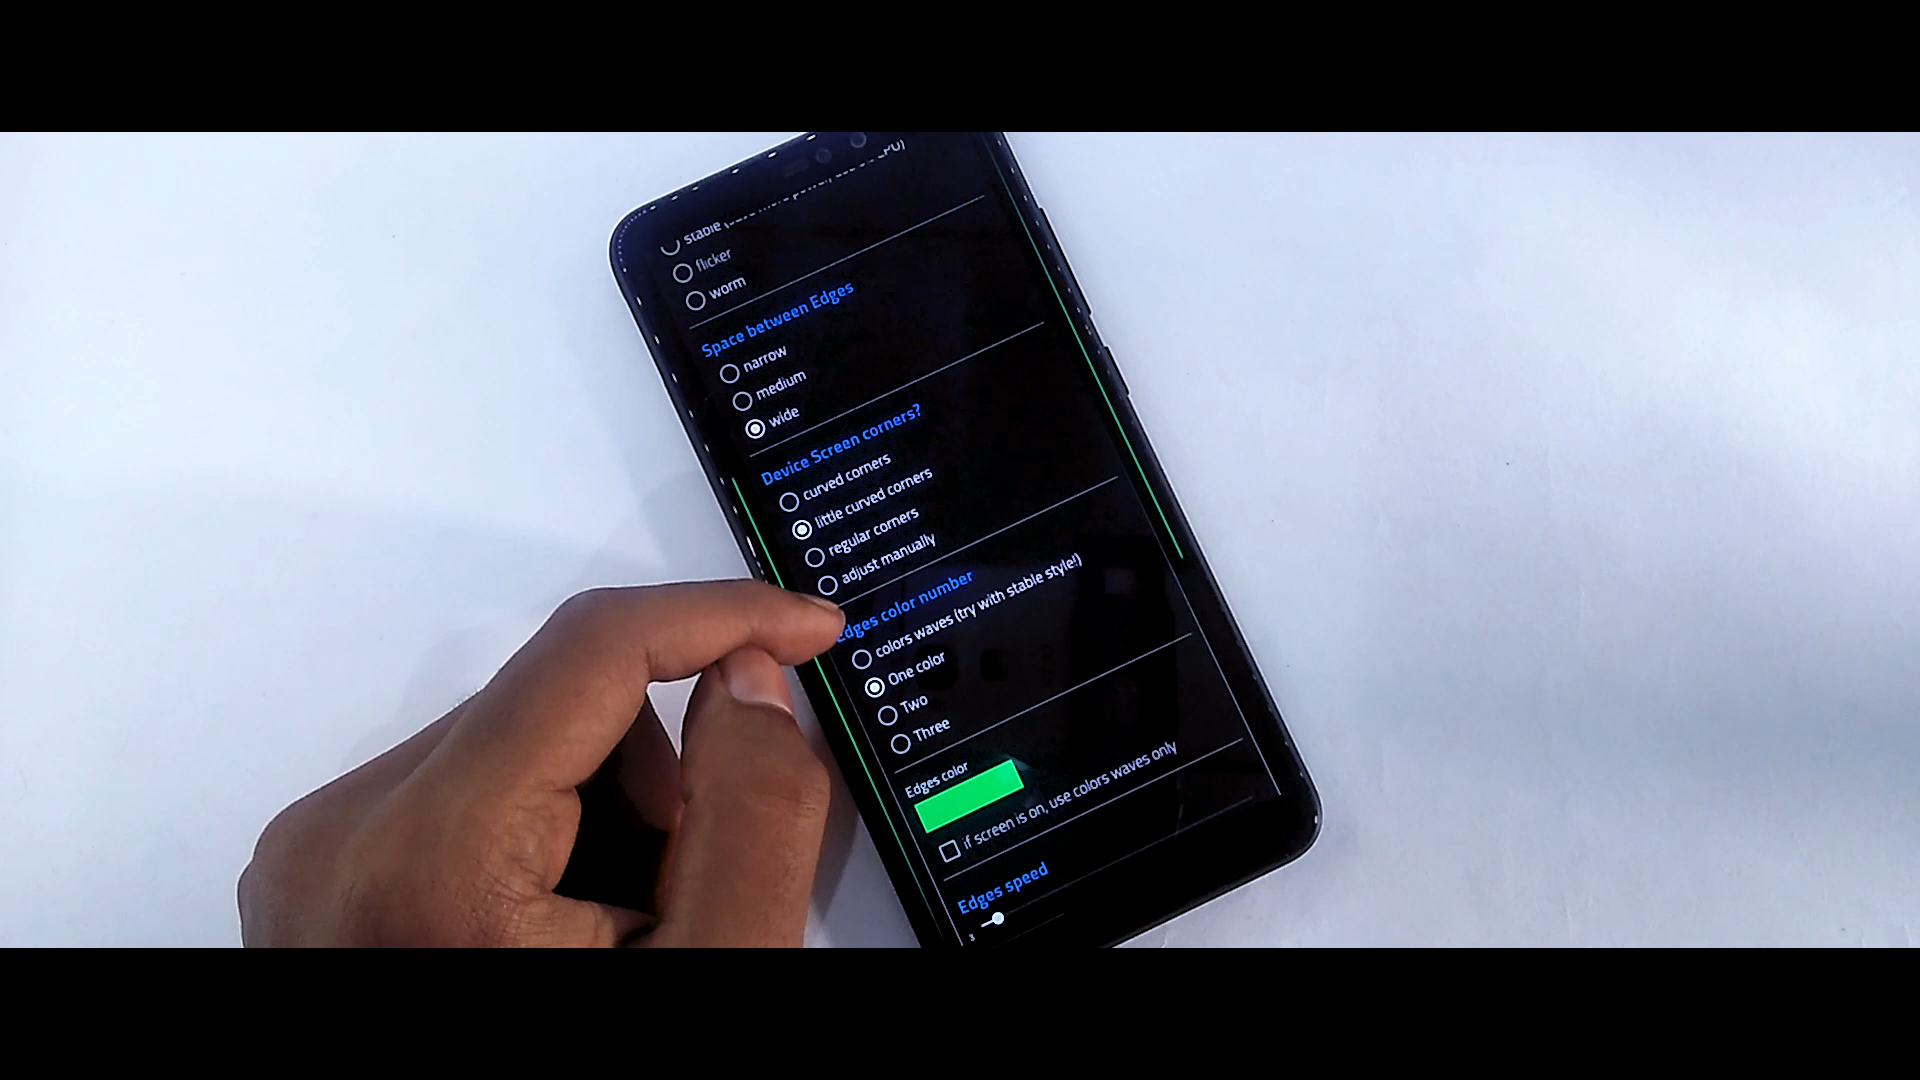 stable
flicker
worm
Space between Edges
narrow
medium
wide
Device Screen corners?
curved corners
little curved corners
regular corners
adjust manually
Edges color number
colors waves (try with stable style!)
One color
Two
Three
Edges color
if screen is on, use colors waves only
Edges speed
3